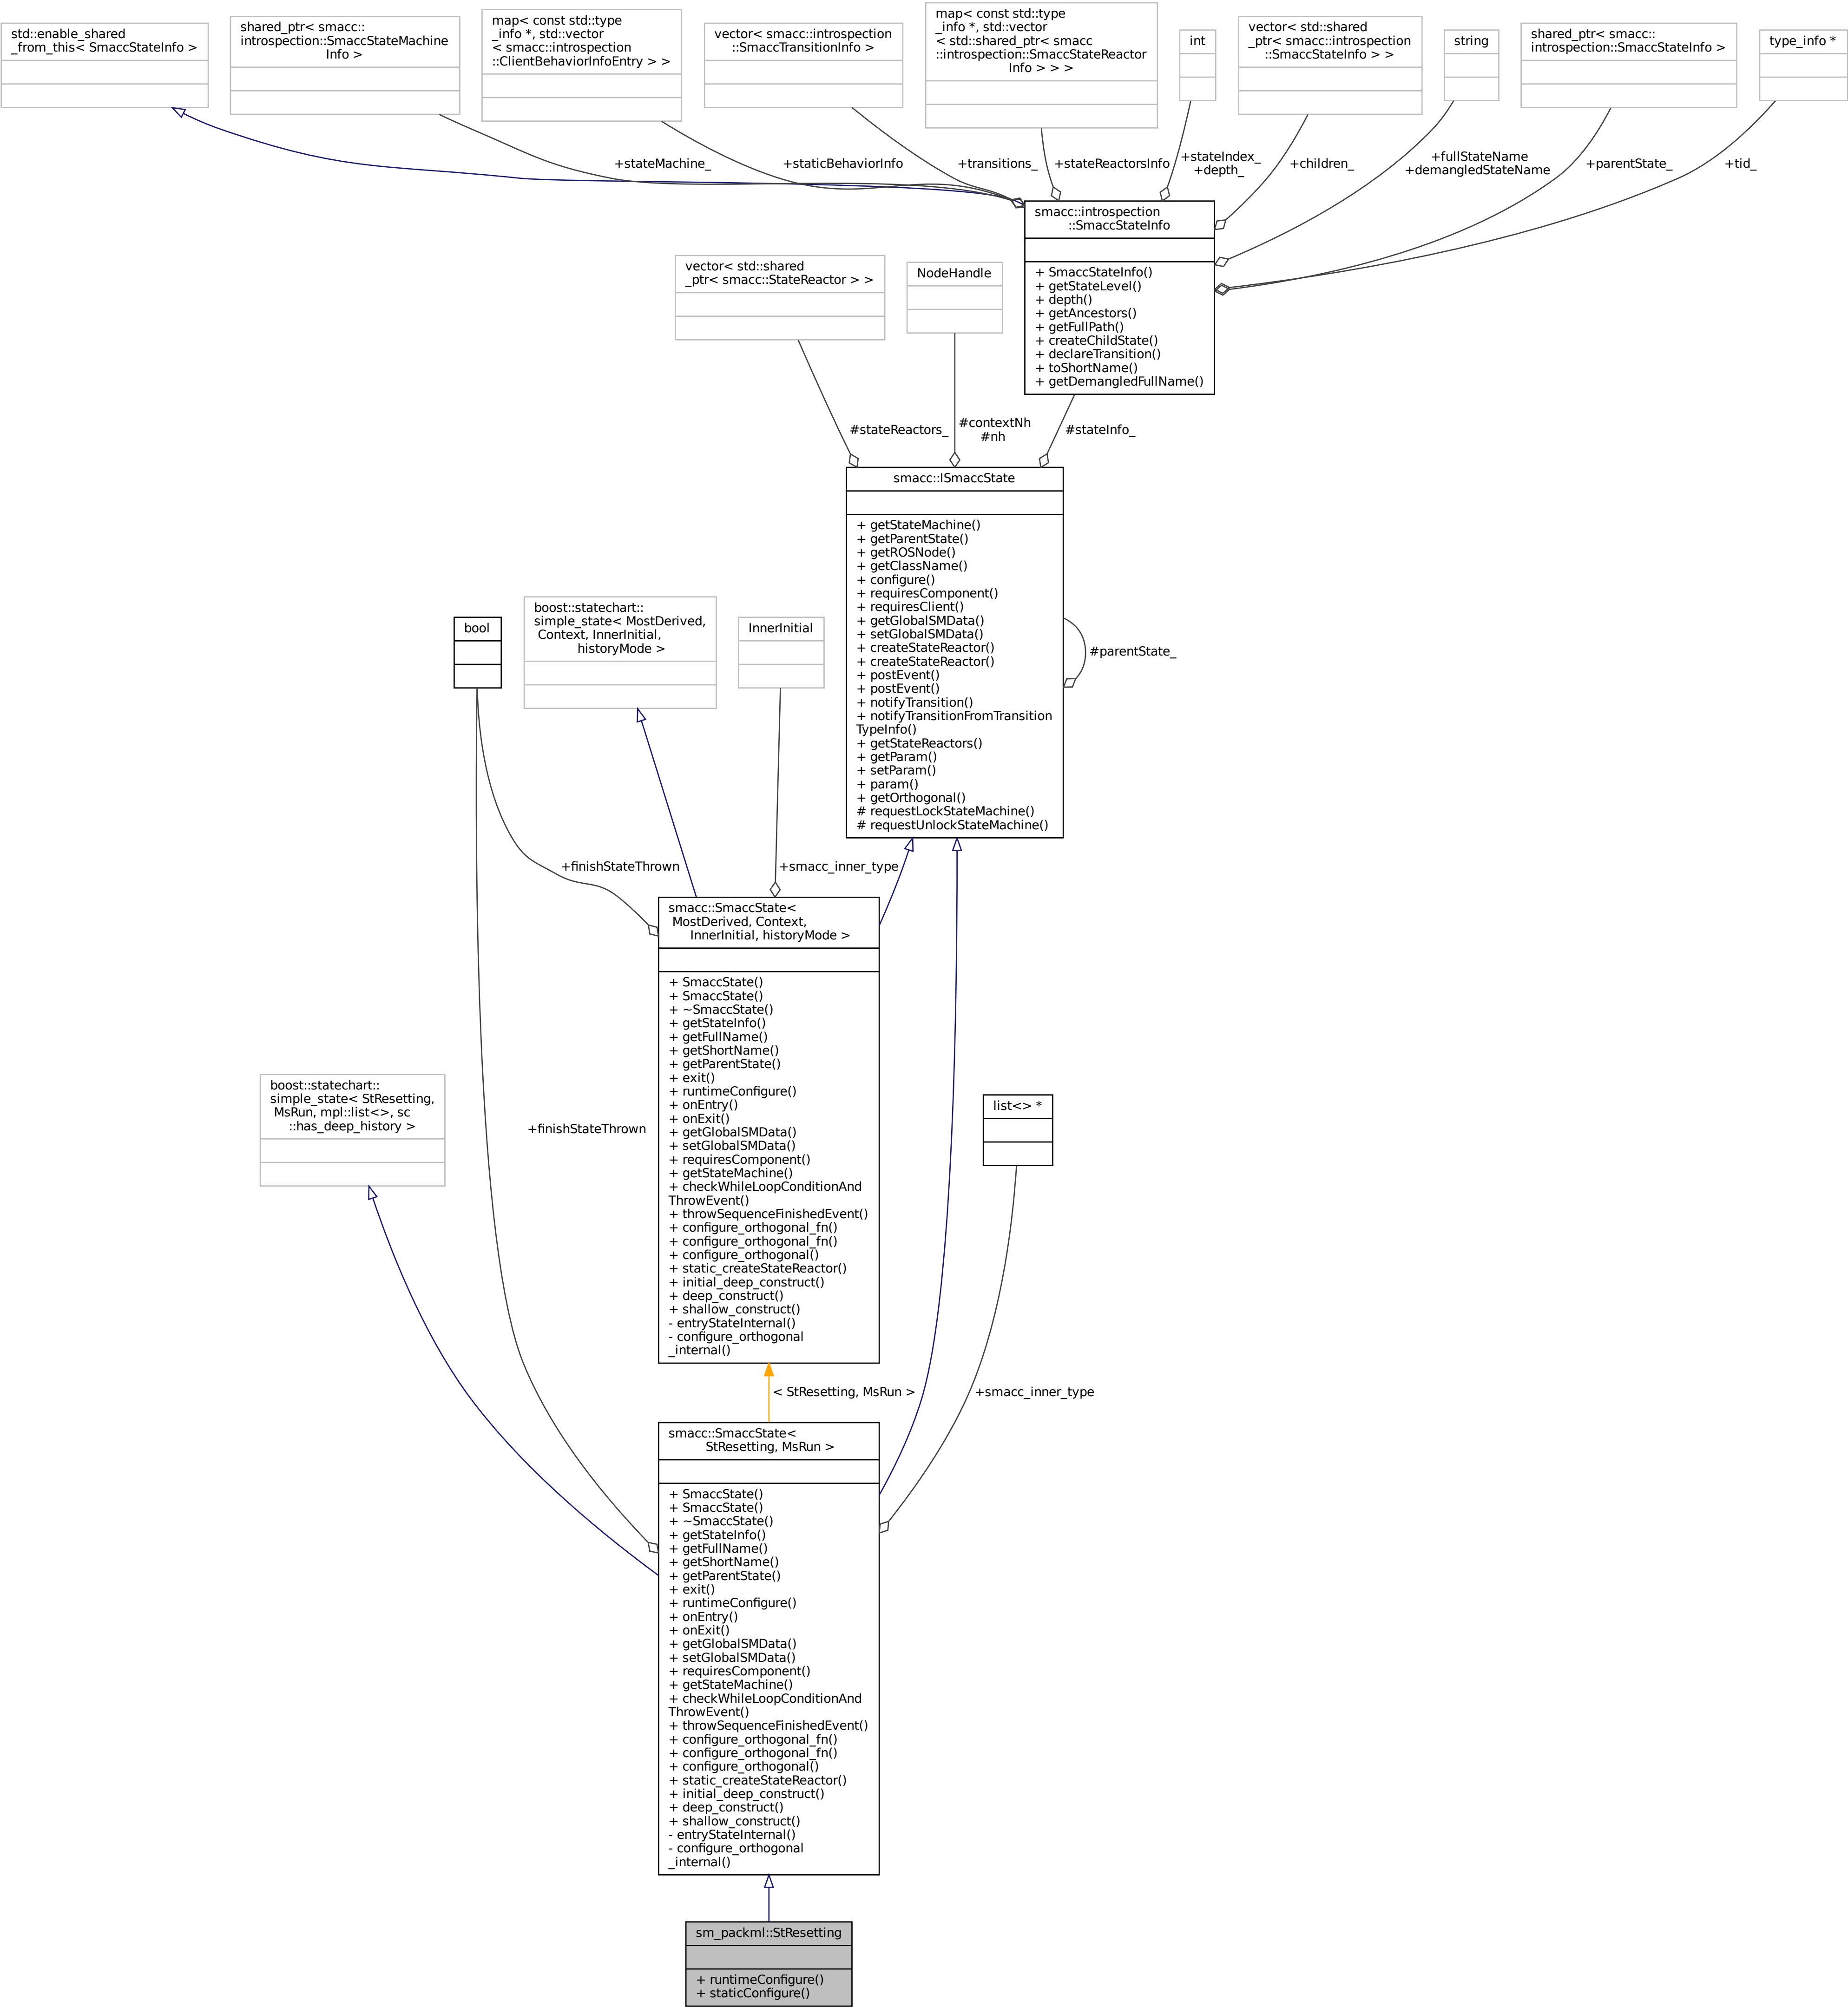 std::enable_shared
_from_this< SmaccStateInfo >
shared_ptr< smacc::
introspection::SmaccStateMachine
Info >
map< const std::type
_info *, std::vector
< smacc::introspection
::ClientBehaviorInfoEntry > >
vector< smacc::introspection
::SmaccTransitionInfo >
map< const std::type
_info *, std::vector
< std::shared_ptr< smacc
::introspection::SmaccStateReactor
Info > > >
int
vector< std::shared
_ptr< smacc::introspection
::SmaccStateInfo > >
string
shared_ptr< smacc::
introspection::SmaccStateInfo >
type_info *
+stateMachine_
+staticBehaviorInfo
+transitions_
+stateReactorsInfo
+stateIndex_
+depth_
+children_
+fullStateName
+demangledStateName
+parentState_
+tid_
smacc::introspection
::SmaccStateInfo
+ SmaccStateInfo()
+ getStateLevel()
+ depth()
+ getAncestors()
+ getFullPath()
+ createChildState()
+ declareTransition()
+ toShortName()
+ getDemangledFullName()
vector< std::shared
_ptr< smacc::StateReactor > >
NodeHandle
#stateReactors_
#contextNh
#nh
#stateInfo_
smacc::ISmaccState
+ getStateMachine()
+ getParentState()
+ getROSNode()
+ getClassName()
+ configure()
+ requiresComponent()
+ requiresClient()
+ getGlobalSMData()
+ setGlobalSMData()
+ createStateReactor()
+ createStateReactor()
+ postEvent()
+ postEvent()
+ notifyTransition()
+ notifyTransitionFromTransition
TypeInfo()
+ getStateReactors()
+ getParam()
+ setParam()
+ param()
+ getOrthogonal()
# requestLockStateMachine()
# requestUnlockStateMachine()
#parentState_
bool
boost::statechart::
simple_state< MostDerived,
Context, InnerInitial,
historyMode >
InnerInitial
+finishStateThrown
+smacc_inner_type
smacc::SmaccState<
MostDerived, Context,
InnerInitial, historyMode >
+ SmaccState()
+ SmaccState()
+ ~SmaccState()
+ getStateInfo()
+ getFullName()
+ getShortName()
+ getParentState()
+ exit()
+ runtimeConfigure()
+ onEntry()
+ onExit()
+ getGlobalSMData()
+ setGlobalSMData()
+ requiresComponent()
+ getStateMachine()
+ checkWhileLoopConditionAnd
ThrowEvent()
+ throwSequenceFinishedEvent()
+ configure_orthogonal_fn()
+ configure_orthogonal_fn()
+ configure_orthogonal()
+ static_createStateReactor()
+ initial_deep_construct()
+ deep_construct()
+ shallow_construct()
- entryStateInternal()
- configure_orthogonal
_internal()
boost::statechart::
simple_state< StResetting,
MsRun, mpl::list<>, sc
::has_deep_history >
+finishStateThrown
list<> *
< StResetting, MsRun >
+smacc_inner_type
smacc::SmaccState<
StResetting, MsRun >
+ SmaccState()
+ SmaccState()
+ ~SmaccState()
+ getStateInfo()
+ getFullName()
+ getShortName()
+ getParentState()
+ exit()
+ runtimeConfigure()
+ onEntry()
+ onExit()
+ getGlobalSMData()
+ setGlobalSMData()
+ requiresComponent()
+ getStateMachine()
+ checkWhileLoopConditionAnd
ThrowEvent()
+ throwSequenceFinishedEvent()
+ configure_orthogonal_fn()
+ configure_orthogonal_fn()
+ configure_orthogonal()
+ static_createStateReactor()
+ initial_deep_construct()
+ deep_construct()
+ shallow_construct()
- entryStateInternal()
- configure_orthogonal
_internal()
sm_packml::StResetting
+ runtimeConfigure()
+ staticConfigure()